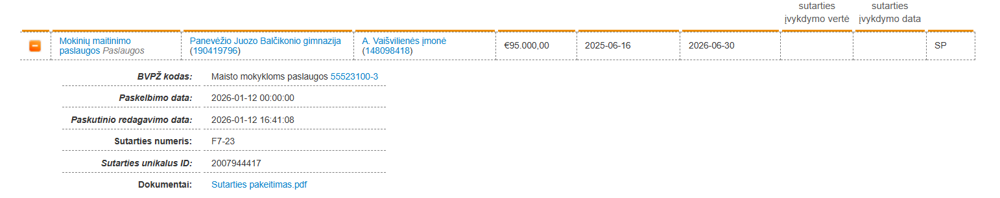 sutarties
įvykdymo vertė
sutarties
įvykdymo data
Mokinių maitinimo
paslaugos Paslaugos
Panevėžio Juozo Balčikonio gimnazija
(190419796)
A. Vaišvilienės įmonė
(148098418)
€95.000,00
2025-06-16
2026-06-30
SP
BVPŽ kodas: Maisto mokykloms paslaugos 55523100-3
Paskelbimo data: 2026-01-12 00:00:00
Paskutinio redagavimo data: 2026-01-12 16:41:08
Sutarties numeris: F7-23
Sutarties unikalus ID: 2007944417
Dokumentai: Sutarties pakeitimas.pdf